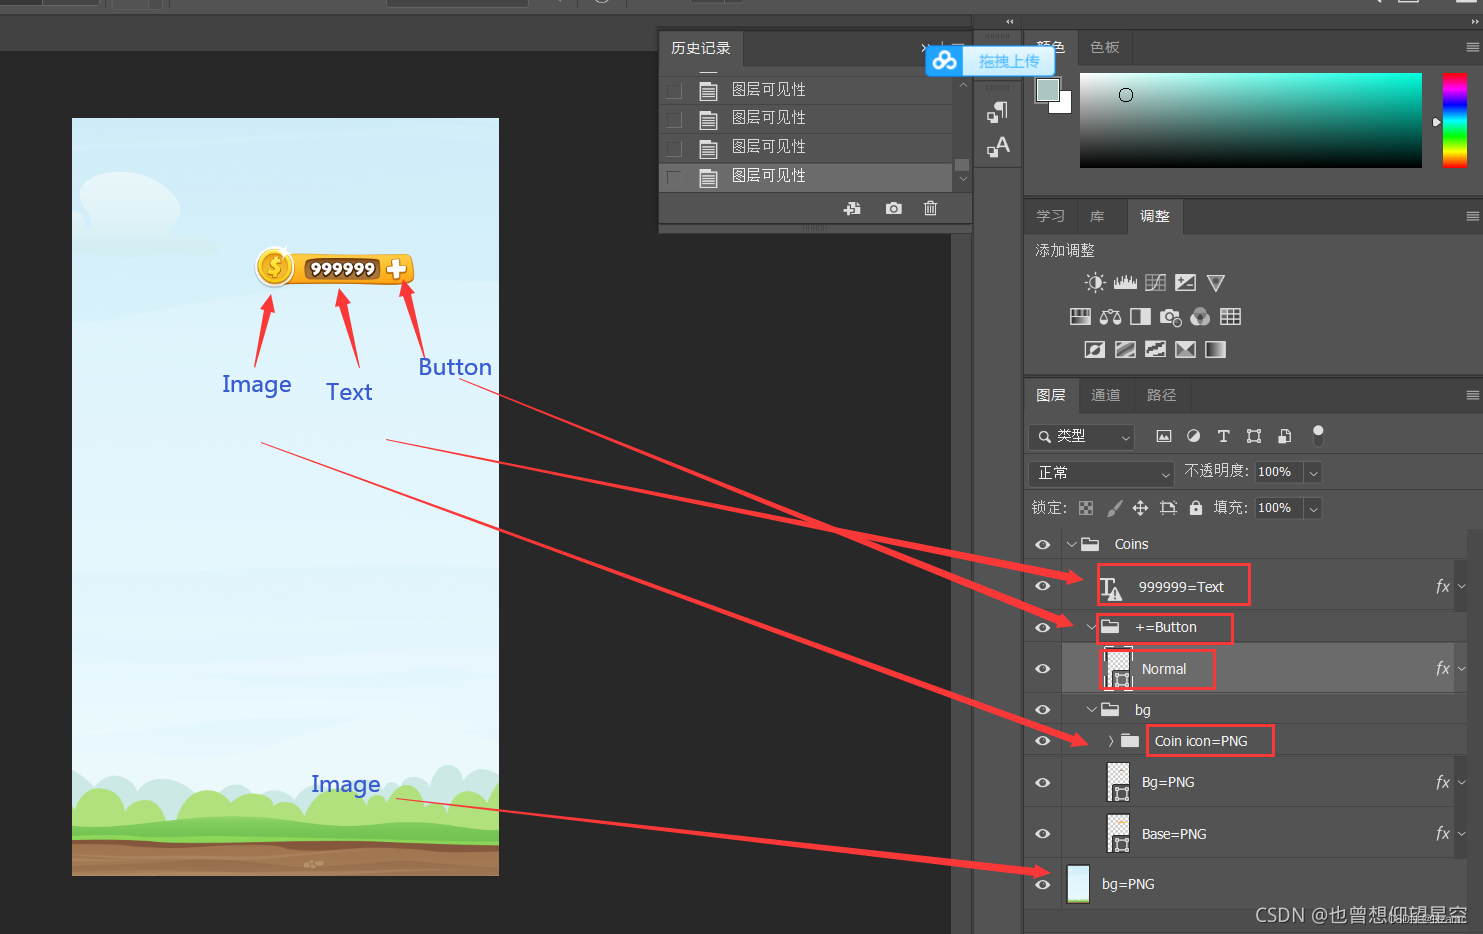 历史记录
拖拽上传
颜色
色板
图层可见性
图层可见性
图层可见性
图层可见性
学习
库
调整
添加调整
999999
Image
Text
Button
Image
图层
通道
路径
类型
正常
不透明度: 100%
锁定:
填充: 100%
Coins
999999=Text
fx
+=Button
Normal
fx
bg
Coin icon=PNG
Bg=PNG
fx
Base=PNG
fx
bg=PNG
CSDN @也曾想仰望星空